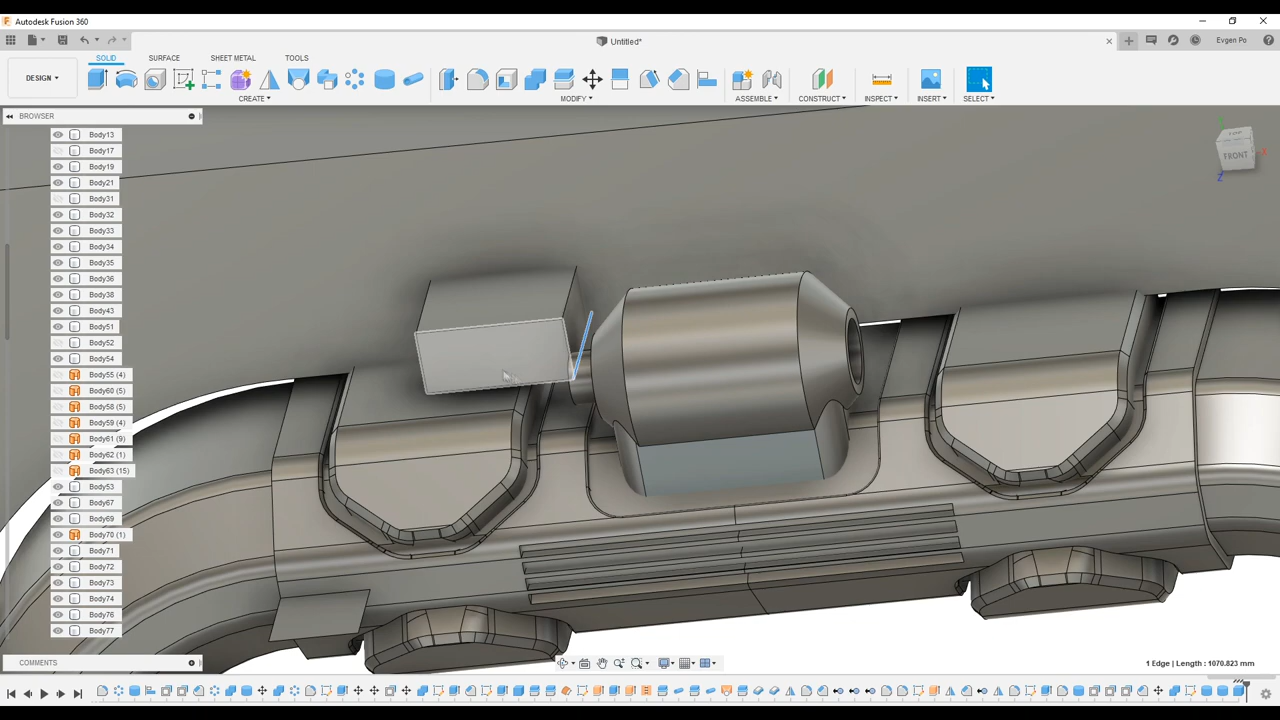 Autodesk Fusion 360
Untitled*
Evgen Po
DESIGN
SOLID
SURFACE
SHEET METAL
TOOLS
CREATE
MODIFY
ASSEMBLE
CONSTRUCT
INSPECT
INSERT
SELECT
BROWSER
TOP
FRONT
Y
X
Z
Body13
Body17
Body19
Body21
Body31
Body32
Body33
Body34
Body35
Body36
Body38
Body43
Body51
Body52
Body54
Body55 (4)
Body60 (5)
Body58 (5)
Body59 (4)
Body61 (9)
Body62 (1)
Body63 (15)
Body53
Body67
Body69
Body70 (1)
Body71
Body72
Body73
Body74
Body76
Body77
COMMENTS
1 Edge | Length : 1070.823 mm